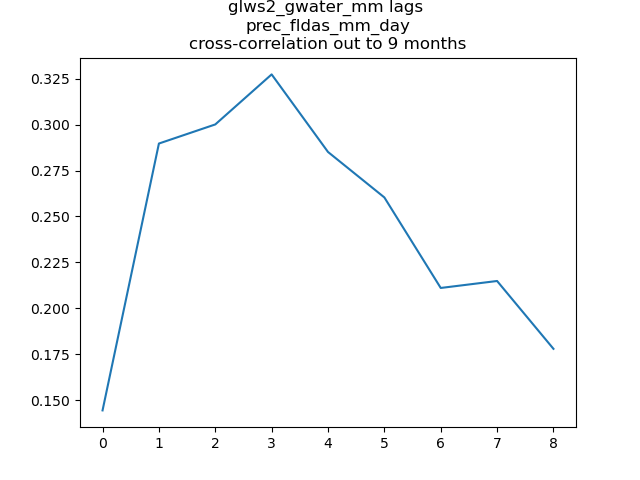 glws2_gwater_mm lags
prec_fldas_mm_day
cross-correlation out to 9 months
0.325
0.300
0.275
0.250
0.225
0.200
0.175
0.150
0 1 2 3 4 5 6 7 8